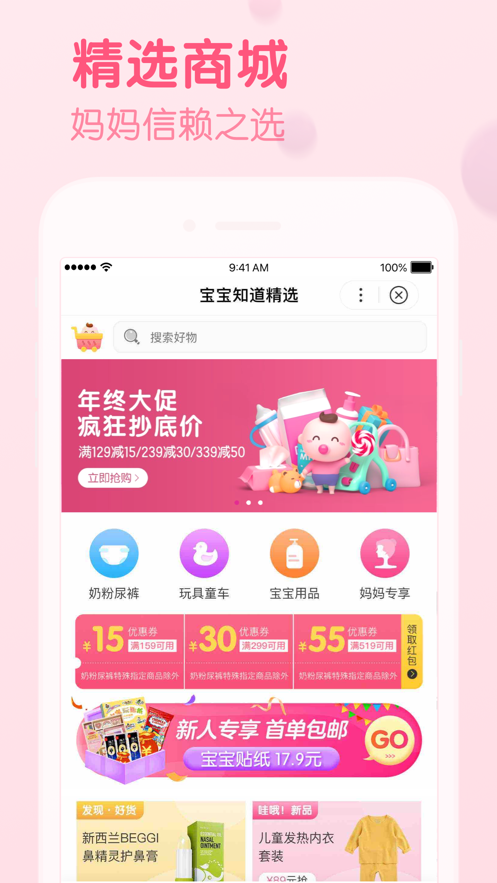 精选商城
妈妈信赖之选
9:41 AM
100%
宝宝知道精选
搜索好物
年终大促
疯狂抄底价
满129减15/239减30/339减50
立即抢购
奶粉尿裤
玩具童车
宝宝用品
妈妈专享
¥15 优惠券 满159可用
奶粉尿裤特殊指定商品除外
¥30 优惠券 满299可用
奶粉尿裤特殊指定商品除外
¥55 优惠券 满519可用
奶粉尿裤特殊指定商品除外
领取红包
新人专享 首单包邮
宝宝贴纸 17.9元
GO
发现·好货
新西兰BEGGI
鼻精灵护鼻膏
NASAL
OINTMENT
哇哦！新品
儿童发热内衣
套装
¥89元抢